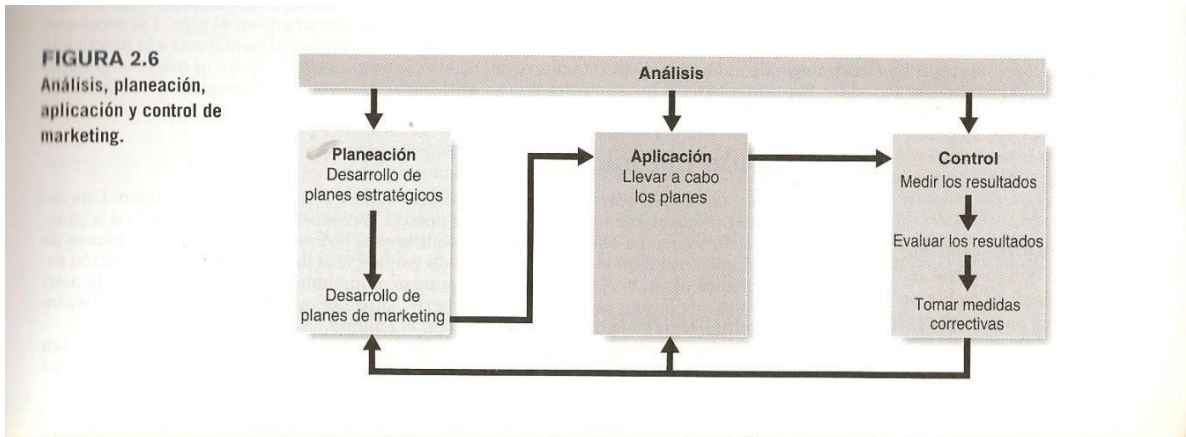 FIGURA 2.6
Análisis, planeación,
aplicación y control de
marketing.
Análisis
Planeación
Desarrollo de
planes estratégicos
Desarrollo de
planes de marketing
Aplicación
Llevar a cabo
los planes
Control
Medir los resultados
Evaluar los resultados
Tomar medidas
correctivas